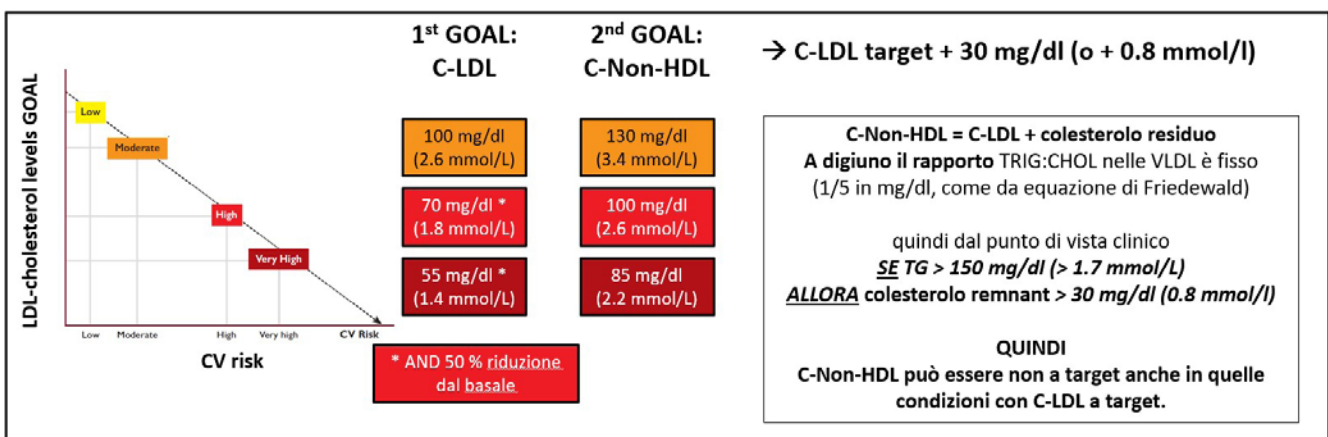 1st GOAL:
C-LDL
2nd GOAL:
C-Non-HDL
→ C-LDL target + 30 mg/dl (o + 0.8 mmol/l)
LDL-cholesterol levels GOAL
Low
Moderate
High
Very High
Low
Moderate
High
Very high
CV Risk
CV risk
100 mg/dl
(2.6 mmol/L)
130 mg/dl
(3.4 mmol/L)
70 mg/dl *
(1.8 mmol/L)
100 mg/dl
(2.6 mmol/L)
55 mg/dl *
(1.4 mmol/L)
85 mg/dl
(2.2 mmol/L)
* AND 50 % riduzione
dal basale
C-Non-HDL = C-LDL + colesterolo residuo
A digiuno il rapporto TRIG:CHOL nelle VLDL è fisso
(1/5 in mg/dl, come da equazione di Friedewald)
quindi dal punto di vista clinico
SE TG > 150 mg/dl (> 1.7 mmol/L)
ALLORA colesterolo remnant > 30 mg/dl (0.8 mmol/l)
QUINDI
C-Non-HDL può essere non a target anche in quelle
condizioni con C-LDL a target.